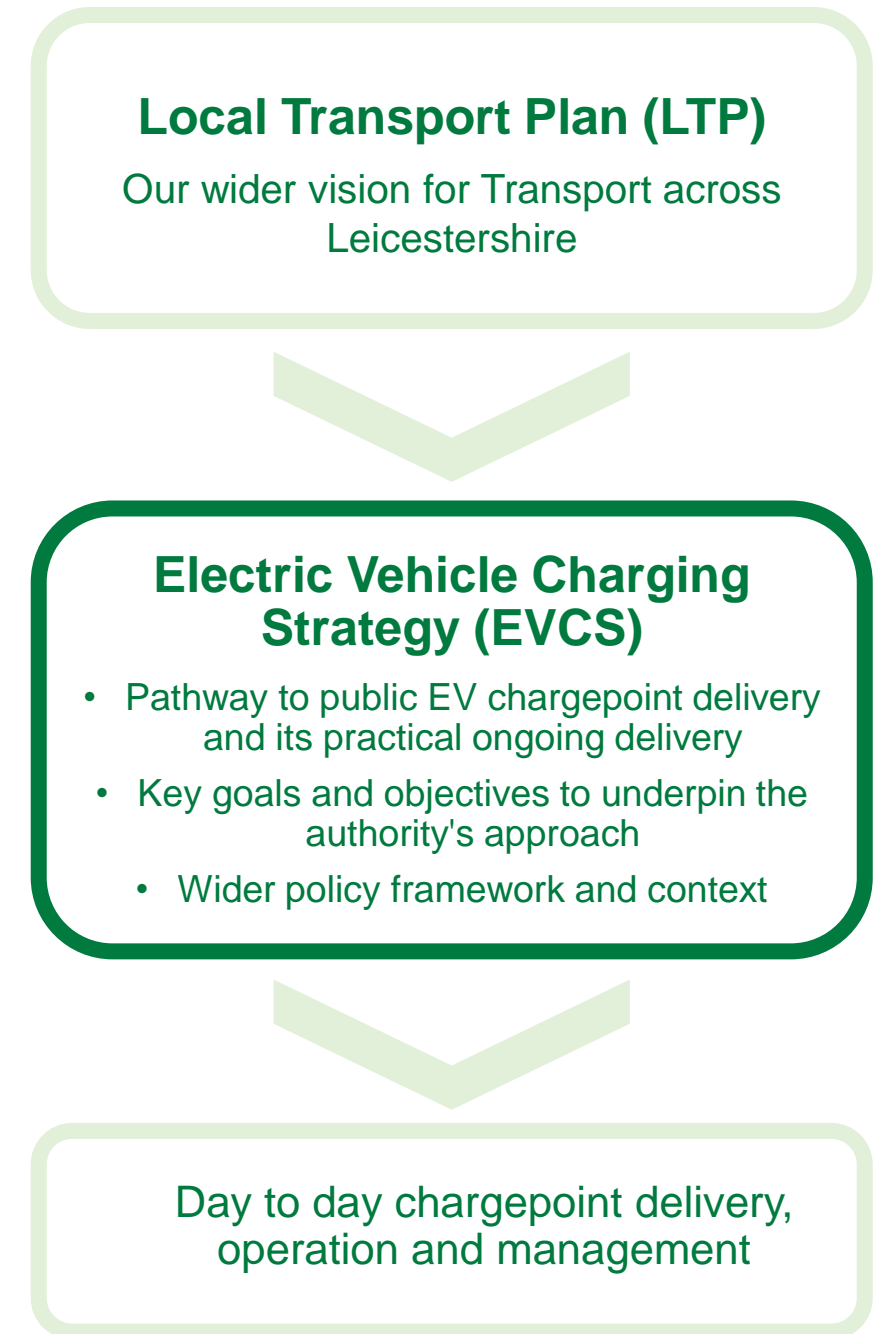 Local Transport Plan (LTP)
Our wider vision for Transport across
Leicestershire
Electric Vehicle Charging
Strategy (EVCS)
• Pathway to public EV chargepoint delivery
and its practical ongoing delivery
• Key goals and objectives to underpin the
authority's approach
• Wider policy framework and context
Day to day chargepoint delivery,
operation and management